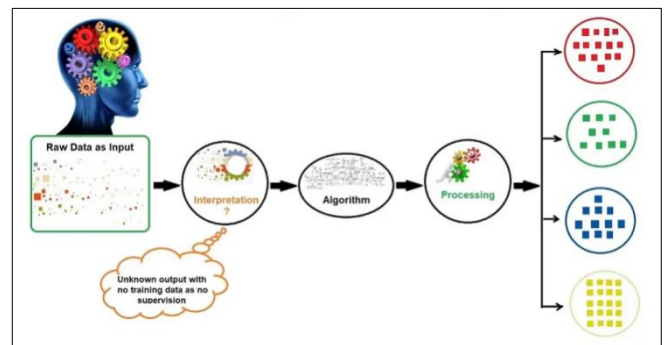 Raw Data as Input
Interpretation
?
Algorithm
Processing
Unknown output with
no training data as no
supervision